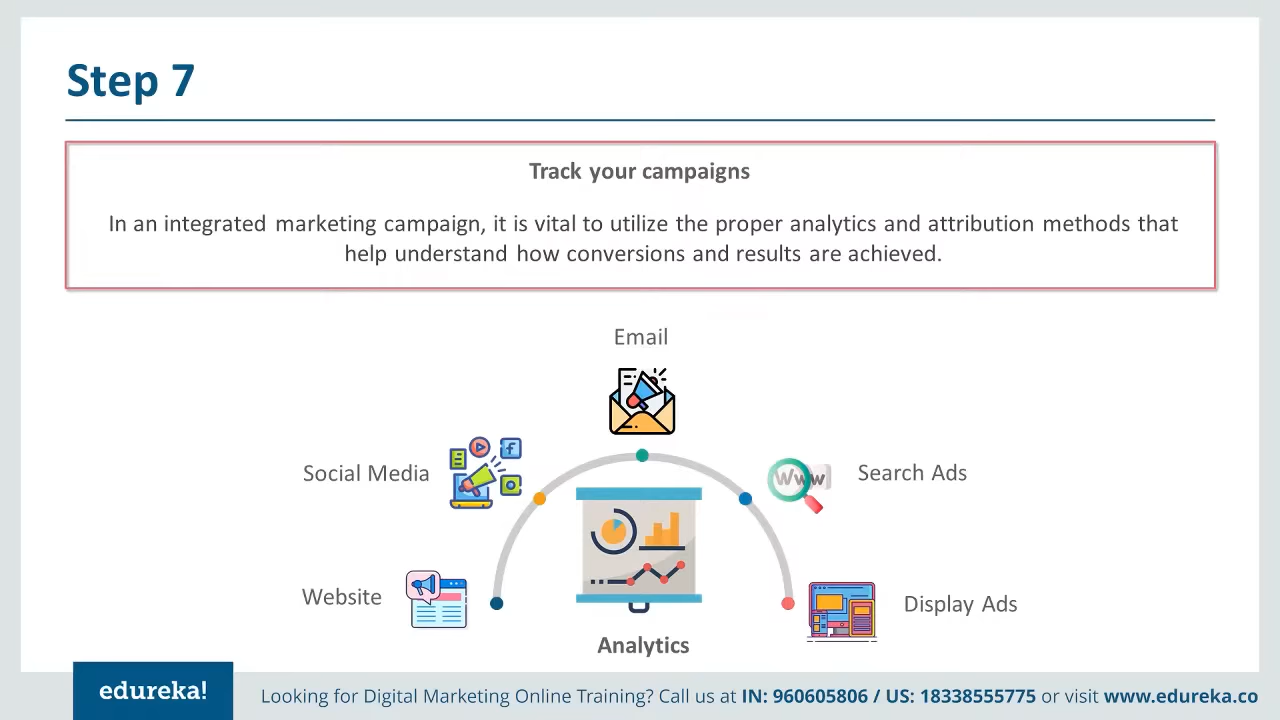 Step 7
Track your campaigns
In an integrated marketing campaign, it is vital to utilize the proper analytics and attribution methods that
help understand how conversions and results are achieved.
Email
Social Media
Search Ads
Www
Website
Display Ads
Analytics
edureka!
Looking for Digital Marketing Online Training? Call us at IN: 960605806 / US: 18338555775 or visit www.edureka.co